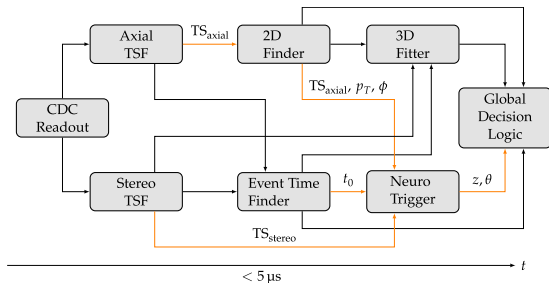 TS_axial
Axial
TSF
2D
Finder
3D
Fitter
TS_axial, p_T, ϕ
CDC
Readout
Global
Decision
Logic
Stereo
TSF
Event Time
Finder
t_0
Neuro
Trigger
z, θ
TS_stereo
t
< 5 µs